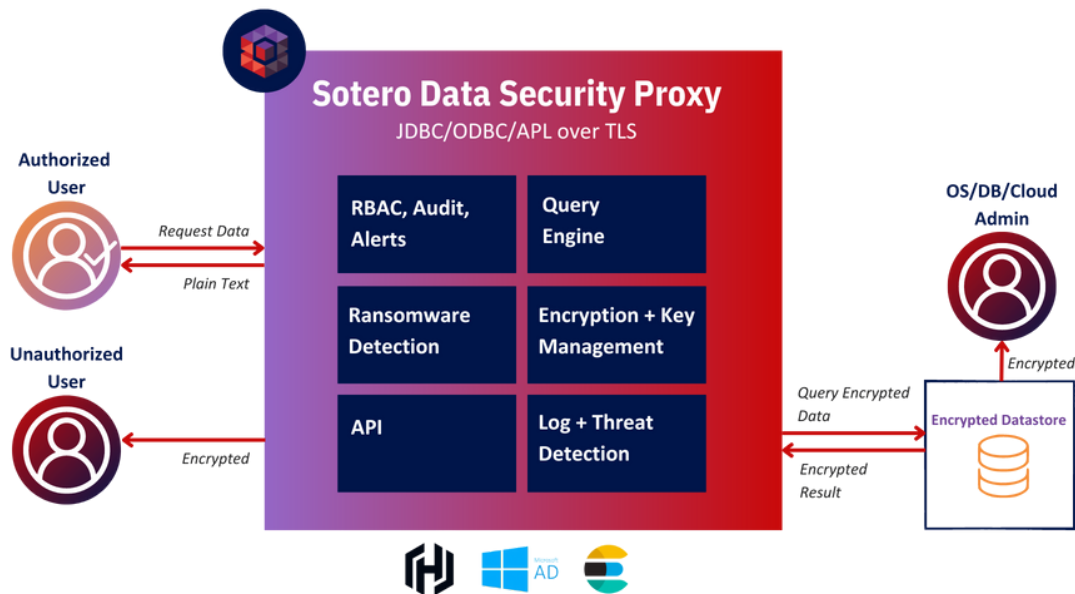 Sotero Data Security Proxy
JDBC/ODBC/APL over TLS
Authorized
User
Request Data
Plain Text
Unauthorized
User
Encrypted
RBAC, Audit,
Alerts
Query
Engine
Ransomware
Detection
Encryption + Key
Management
API
Log + Threat
Detection
OS/DB/Cloud
Admin
Encrypted
Query Encrypted
Data
Encrypted
Result
Encrypted Datastore
Microsoft
AD